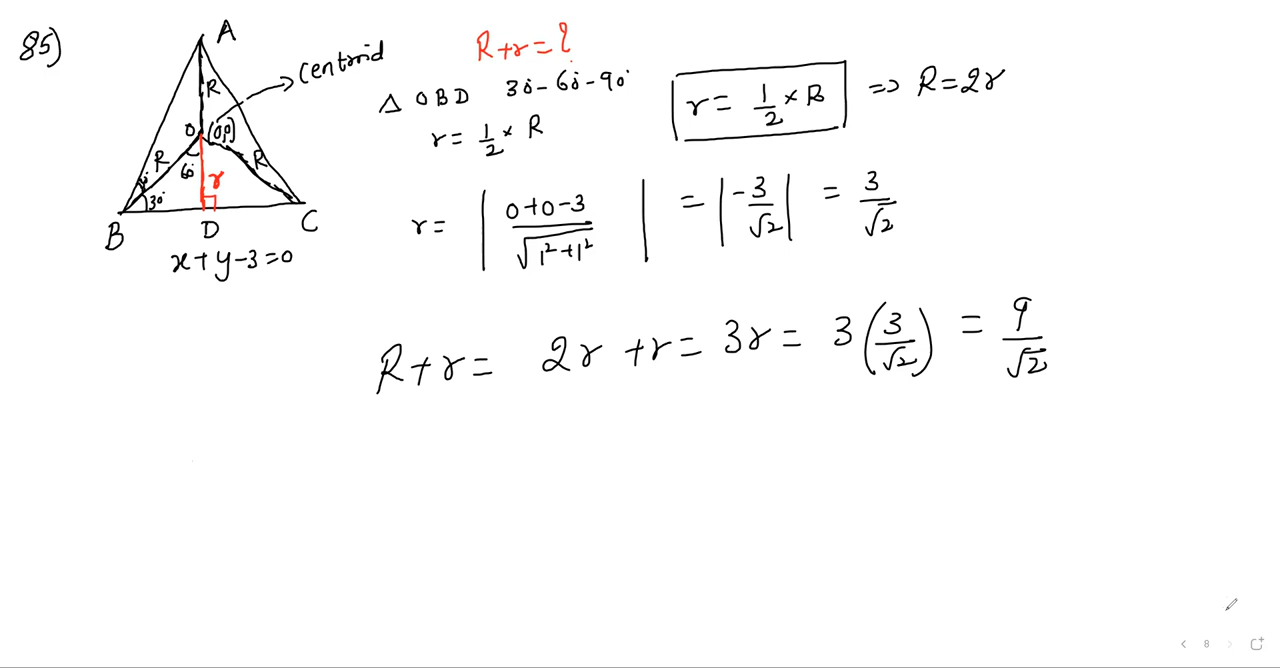 85)
A
Centroid
R
O (0,0)
R
R
60°
r
30°
B
D
C
x + y - 3 = 0
R + r = ?
△ OBD 30° - 60° - 90°
r = 1/2 × R
r = 1/2 × R ⇒ R = 2r
r = | (0 + 0 - 3) / √(1² + 1²) | = | -3/√2 | = 3/√2
R + r = 2r + r = 3r = 3(3/√2) = 9/√2
8